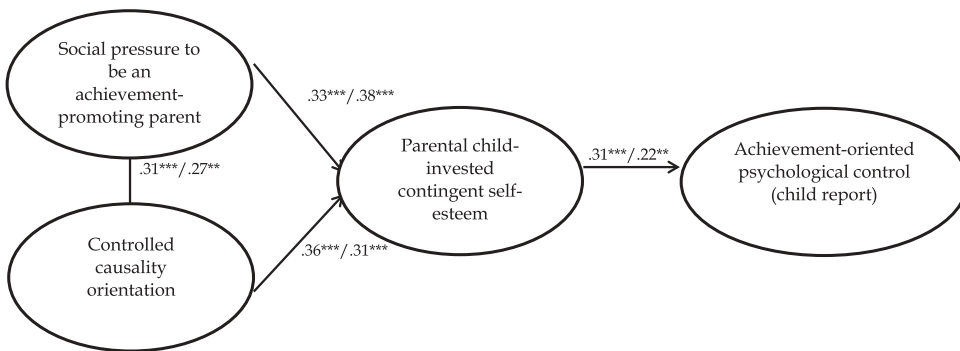 Social pressure to
be an
achievement-
promoting parent
.33***/.38***
.31***/.27**
Parental child-
invested
contingent self-
esteem
.31***/.22**
Achievement-oriented
psychological control
(child report)
Controlled
causality
orientation
.36***/.31***